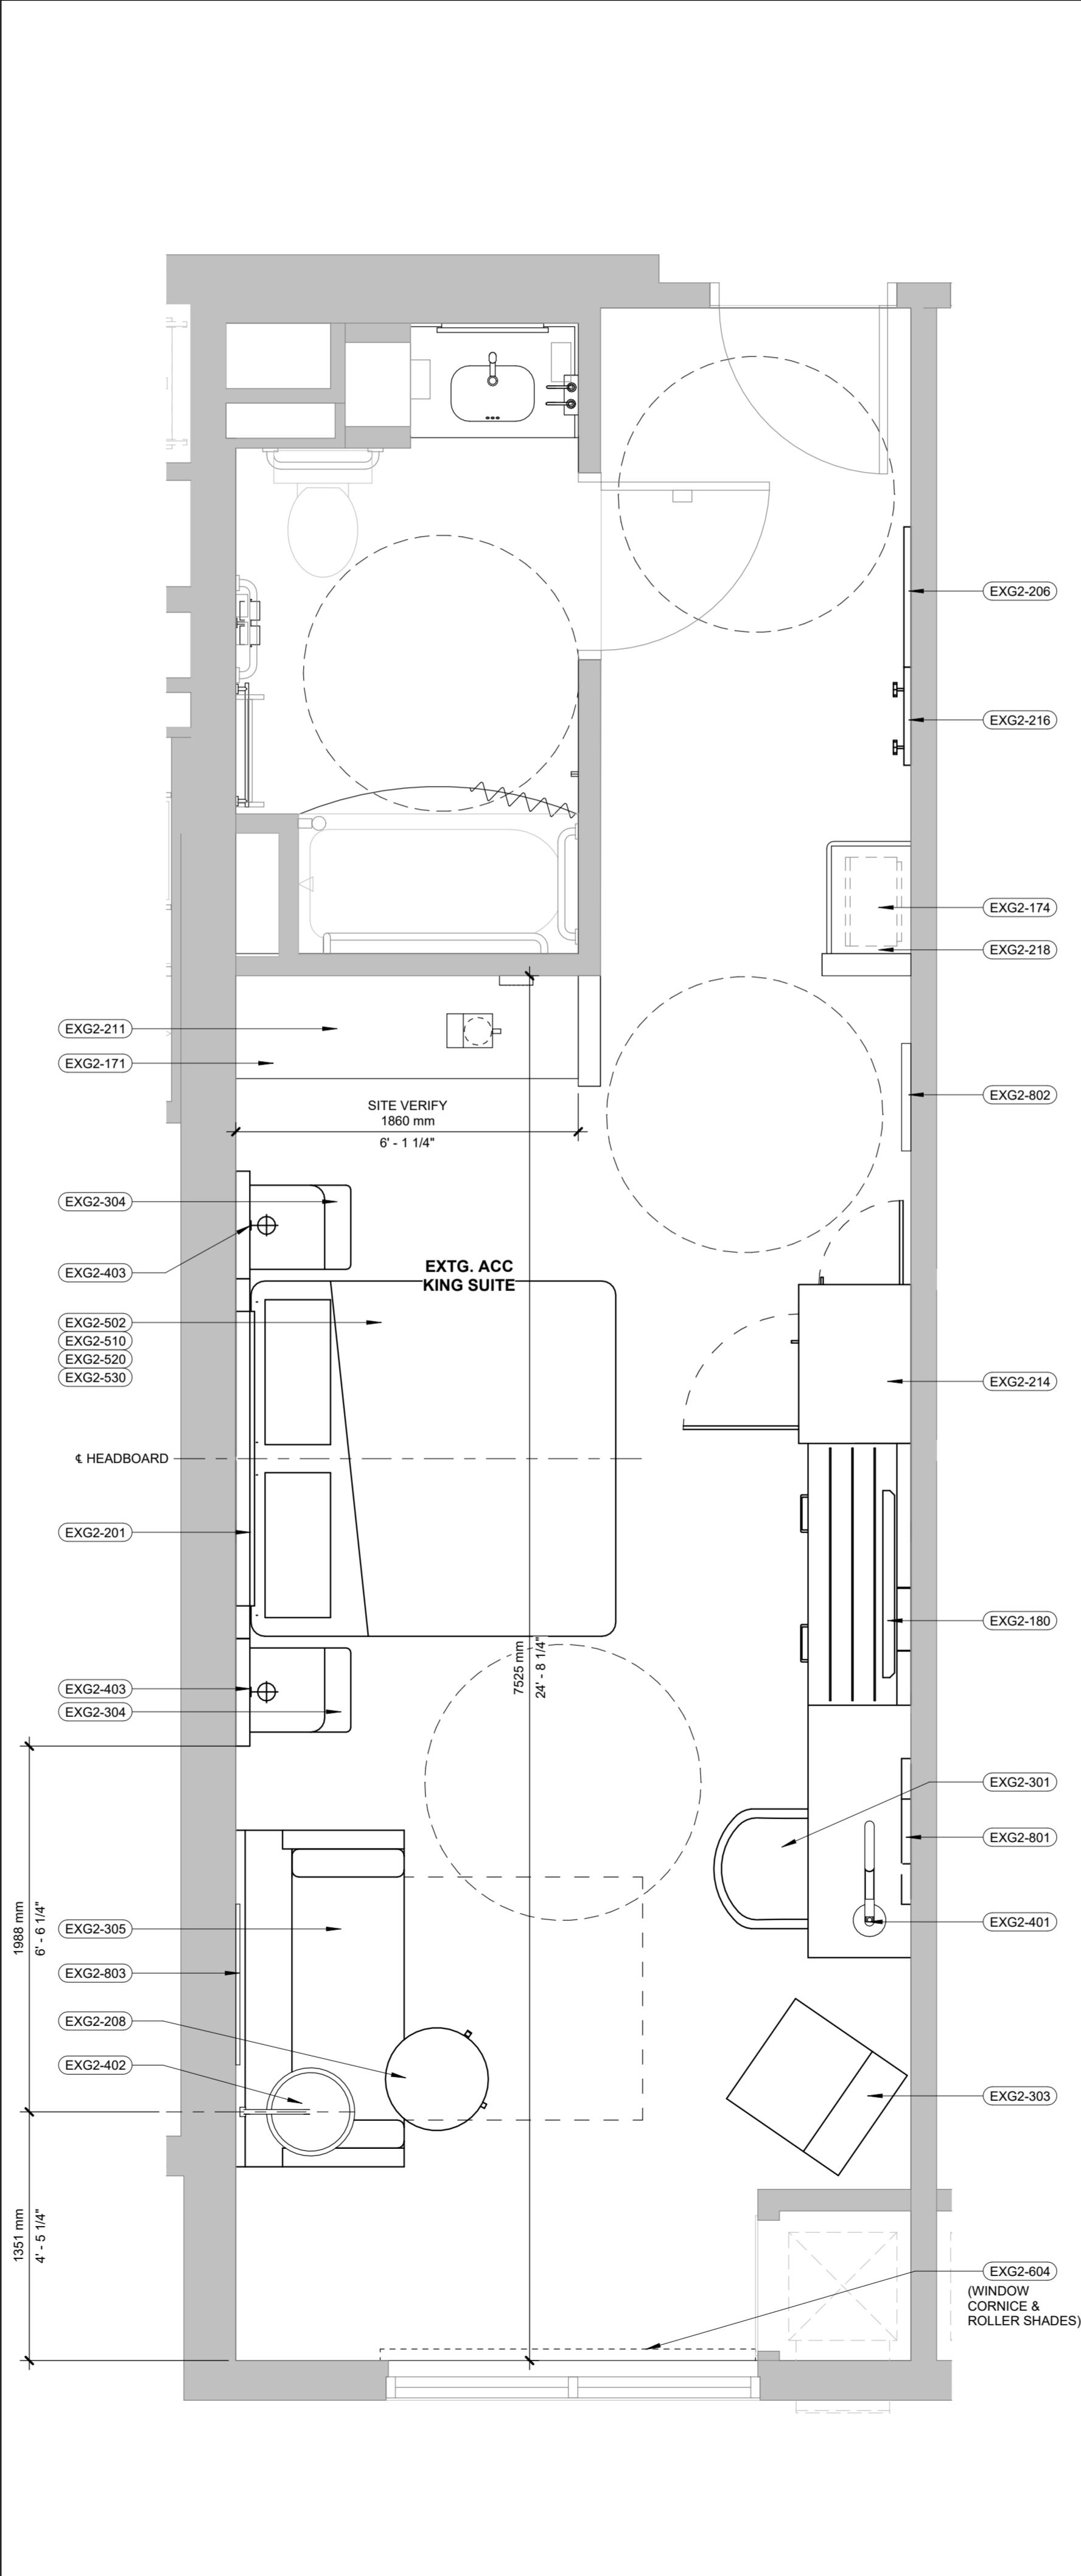 EXG2-206
EXG2-216
EXG2-174
EXG2-218
EXG2-211
EXG2-171
EXG2-802
SITE VERIFY
1860 mm
6' - 1 1/4"
EXG2-304
EXG2-403
EXTG. ACC
KING SUITE
EXG2-502
EXG2-510
EXG2-520
EXG2-530
EXG2-214
℄ HEADBOARD
EXG2-201
EXG2-180
7525 mm
24' - 8 1/4"
EXG2-403
EXG2-304
EXG2-301
EXG2-801
1988 mm
6' - 6 1/4"
EXG2-305
EXG2-401
EXG2-803
EXG2-208
EXG2-402
EXG2-303
1351 mm
4' - 5 1/4"
EXG2-604
(WINDOW
CORNICE &
ROLLER SHADES)